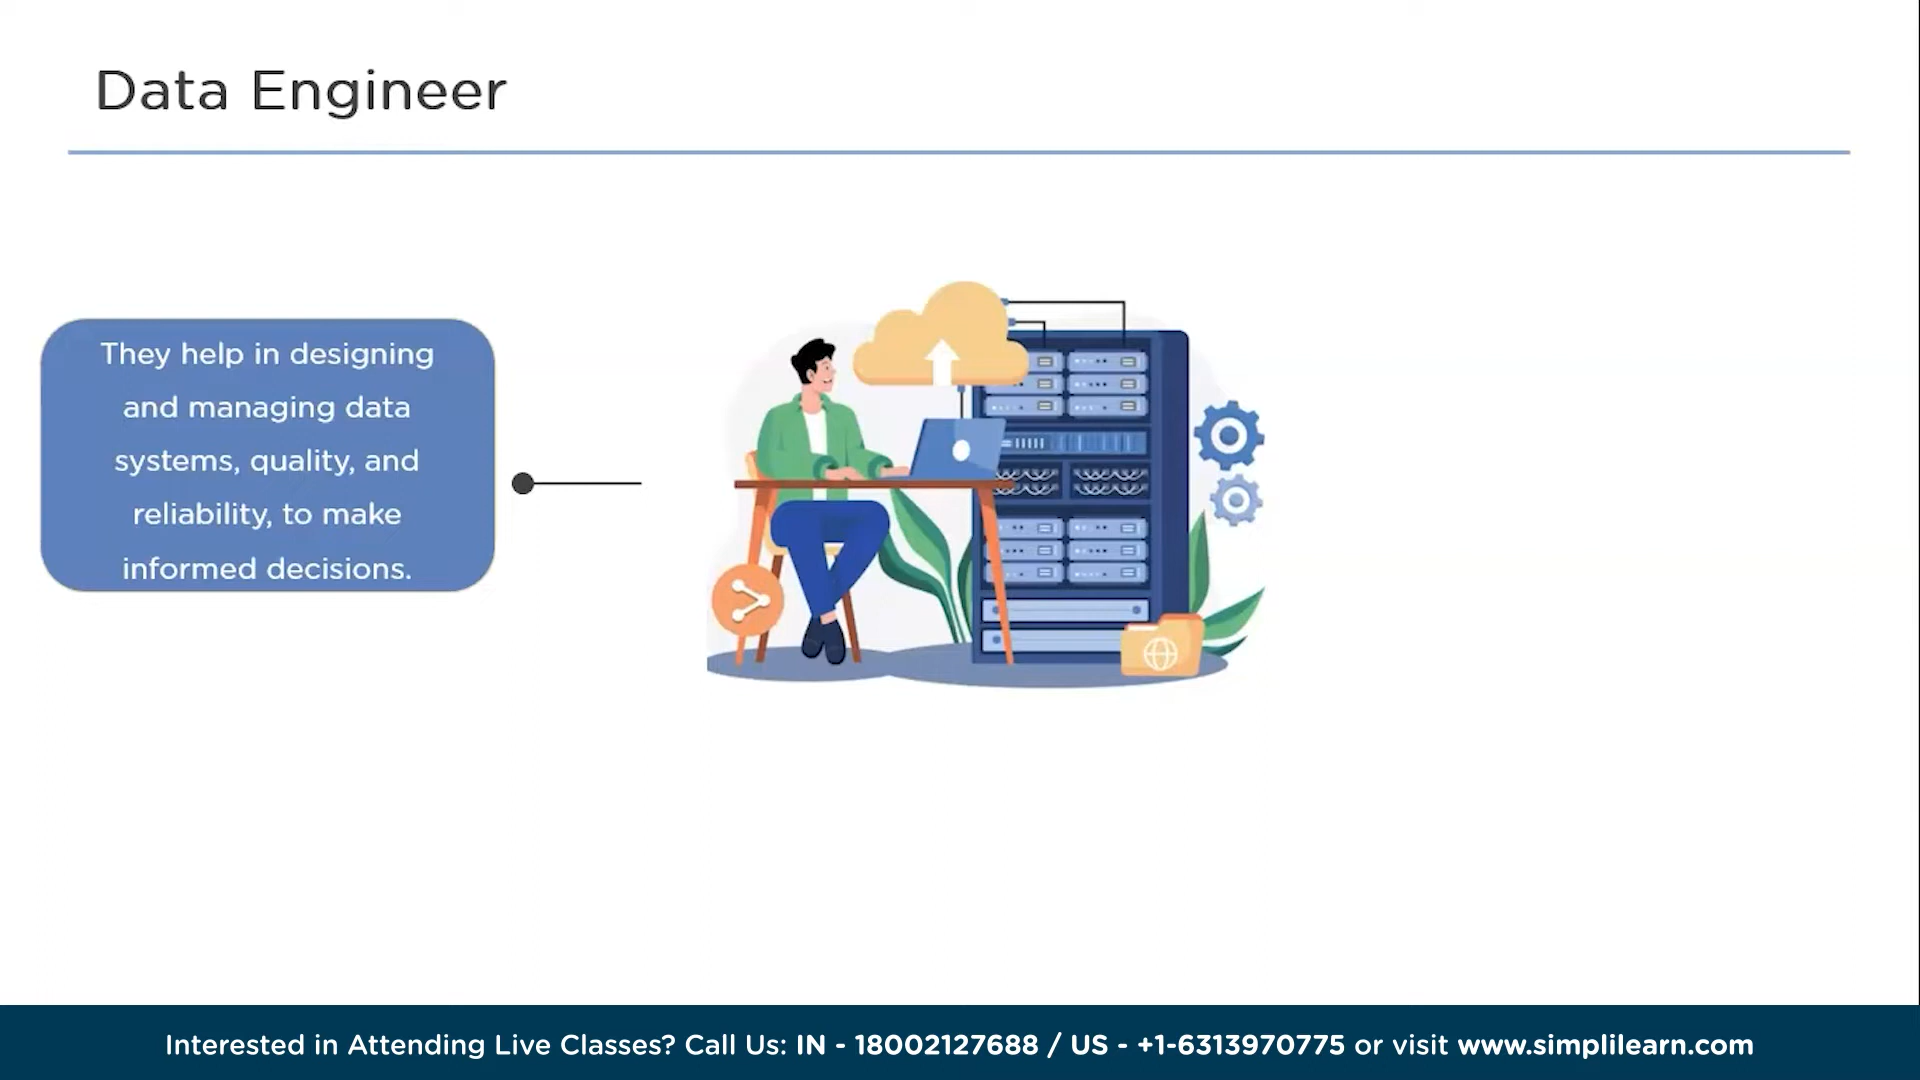 Data Engineer
They help in designing
and managing data
systems, quality, and
reliability, to make
informed decisions.
Interested in Attending Live Classes? Call Us: IN - 18002127688 / US - +1-6313970775 or visit www.simplilearn.com